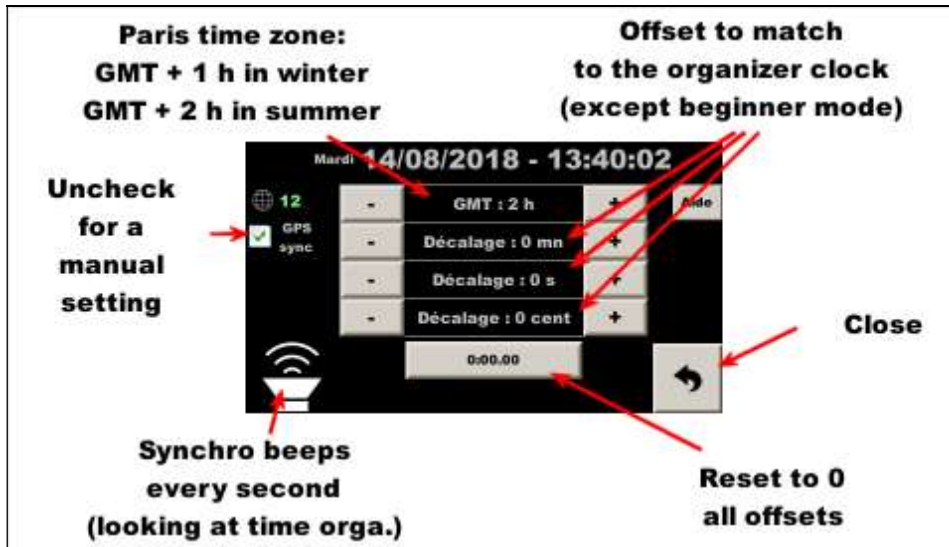 Paris time zone:
GMT + 1 h in winter
GMT + 2 h in summer
Offset to match
to the organizer clock
(except beginner mode)
Mardi 14/08/2018 - 13:40:02
Uncheck
for a
manual
setting
12
GPS
sync
- GMT : 2 h + Aide
- Décalage : 0 mn +
- Décalage : 0 s +
- Décalage : 0 cent +
0:00.00
Close
Synchro beeps
every second
(looking at time orga.)
Reset to 0
all offsets